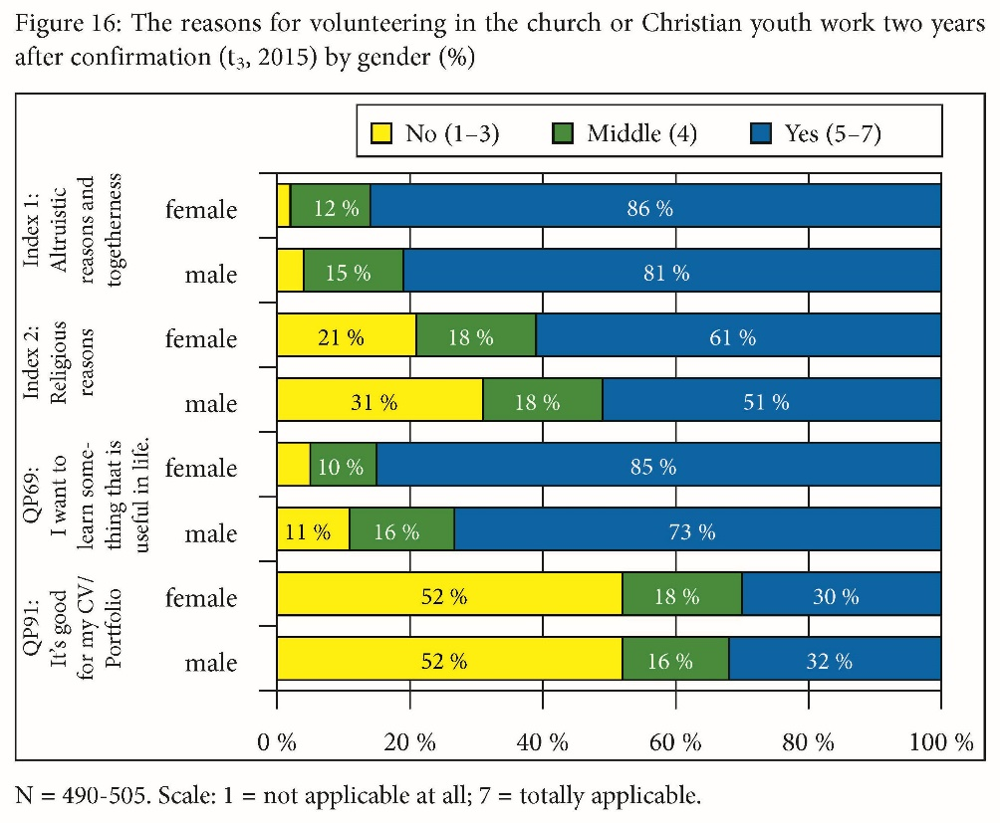 Figure 16: The reasons for volunteering in the church or Christian youth work two years
after confirmation (t3, 2015) by gender (%)
No (1–3) Middle (4) Yes (5–7)
Index 1:
Altruistic
reasons and
togetherness
female 12 % 86 %
male 15 % 81 %
Index 2:
Religious
reasons
female 21 % 18 % 61 %
male 31 % 18 % 51 %
QP69:
I want to
learn some-
thing that is
useful in life.
female 10 % 85 %
male 11 % 16 % 73 %
QP91:
It's good
for my CV/
Portfolio
female 52 % 18 % 30 %
male 52 % 16 % 32 %
0 % 20 % 40 % 60 % 80 % 100 %
N = 490-505. Scale: 1 = not applicable at all; 7 = totally applicable.